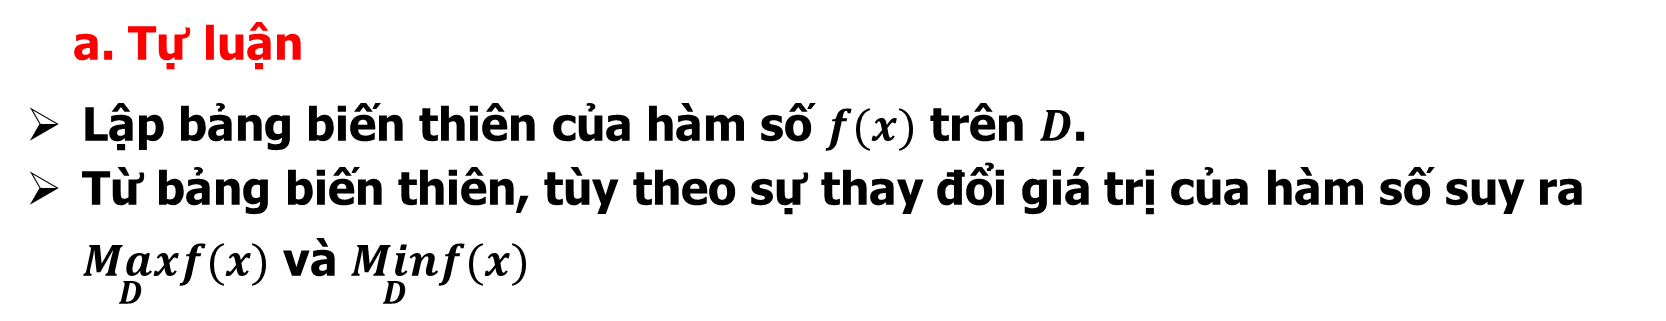 a. Tự luận
➢ Lập bảng biến thiên của hàm số f(x) trên D.
➢ Từ bảng biến thiên, tùy theo sự thay đổi giá trị của hàm số suy ra
Maxf(x) và Minf(x)
D D